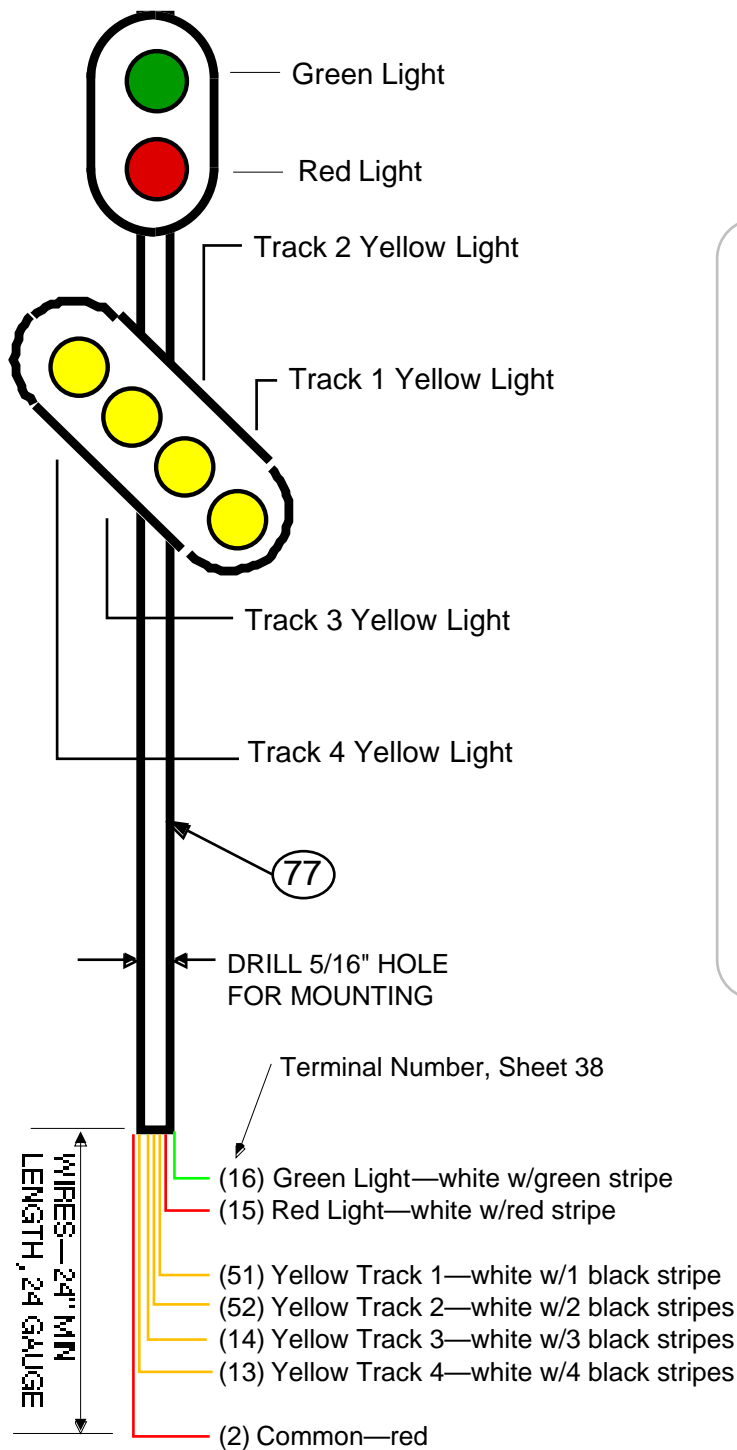 Green Light
Red Light
Track 2 Yellow Light
Track 1 Yellow Light
Track 3 Yellow Light
Track 4 Yellow Light
77
DRILL 5/16" HOLE
FOR MOUNTING
Terminal Number, Sheet 38
(16) Green Light—white w/green stripe
(15) Red Light—white w/red stripe
(51) Yellow Track 1—white w/1 black stripe
(52) Yellow Track 2—white w/2 black stripes
(14) Yellow Track 3—white w/3 black stripes
(13) Yellow Track 4—white w/4 black stripes
(2) Common—red
WIRES—24" MIN
LENGTH, 24 GAUGE